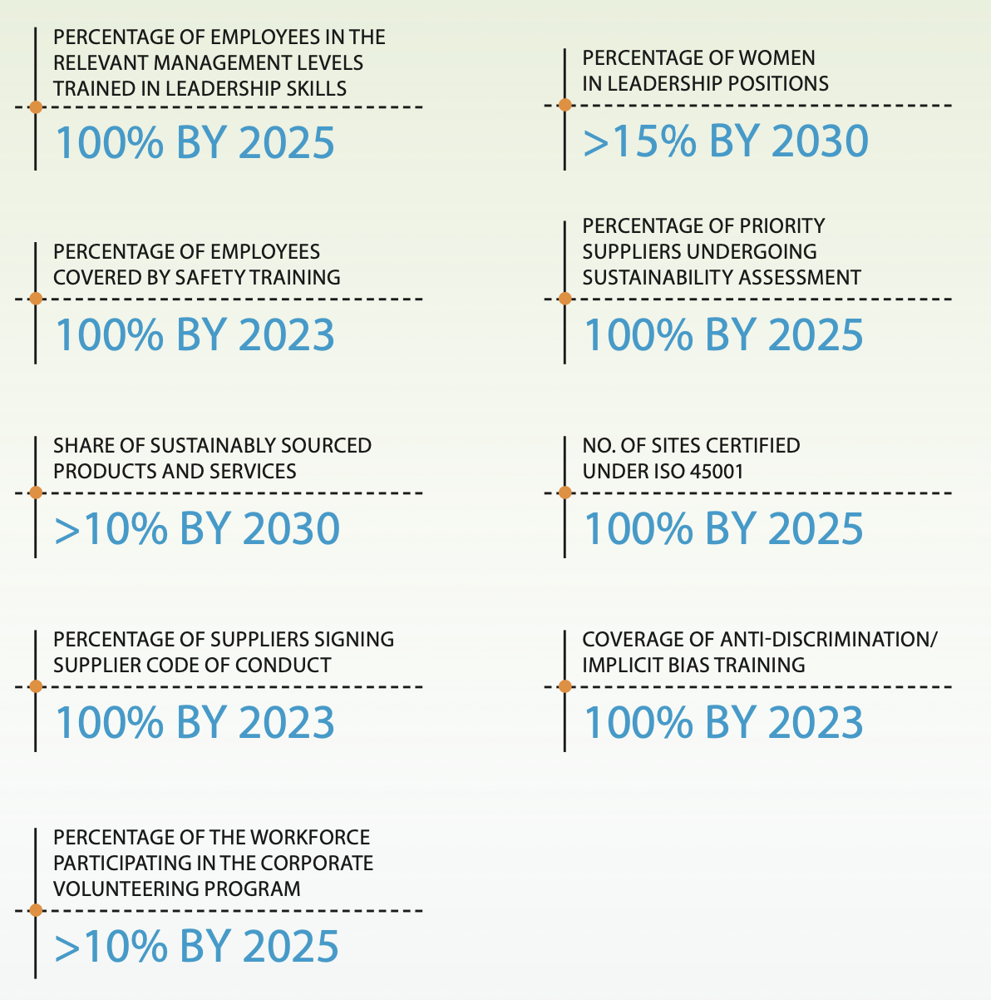 PERCENTAGE OF EMPLOYEES IN THE
RELEVANT MANAGEMENT LEVELS
TRAINED IN LEADERSHIP SKILLS
100% BY 2025
PERCENTAGE OF WOMEN
IN LEADERSHIP POSITIONS
>15% BY 2030
PERCENTAGE OF EMPLOYEES
COVERED BY SAFETY TRAINING
100% BY 2023
PERCENTAGE OF PRIORITY
SUPPLIERS UNDERGOING
SUSTAINABILITY ASSESSMENT
100% BY 2025
SHARE OF SUSTAINABLY SOURCED
PRODUCTS AND SERVICES
>10% BY 2030
NO. OF SITES CERTIFIED
UNDER ISO 45001
100% BY 2025
PERCENTAGE OF SUPPLIERS SIGNING
SUPPLIER CODE OF CONDUCT
100% BY 2023
COVERAGE OF ANTI-DISCRIMINATION/
IMPLICIT BIAS TRAINING
100% BY 2023
PERCENTAGE OF THE WORKFORCE
PARTICIPATING IN THE CORPORATE
VOLUNTEERING PROGRAM
>10% BY 2025